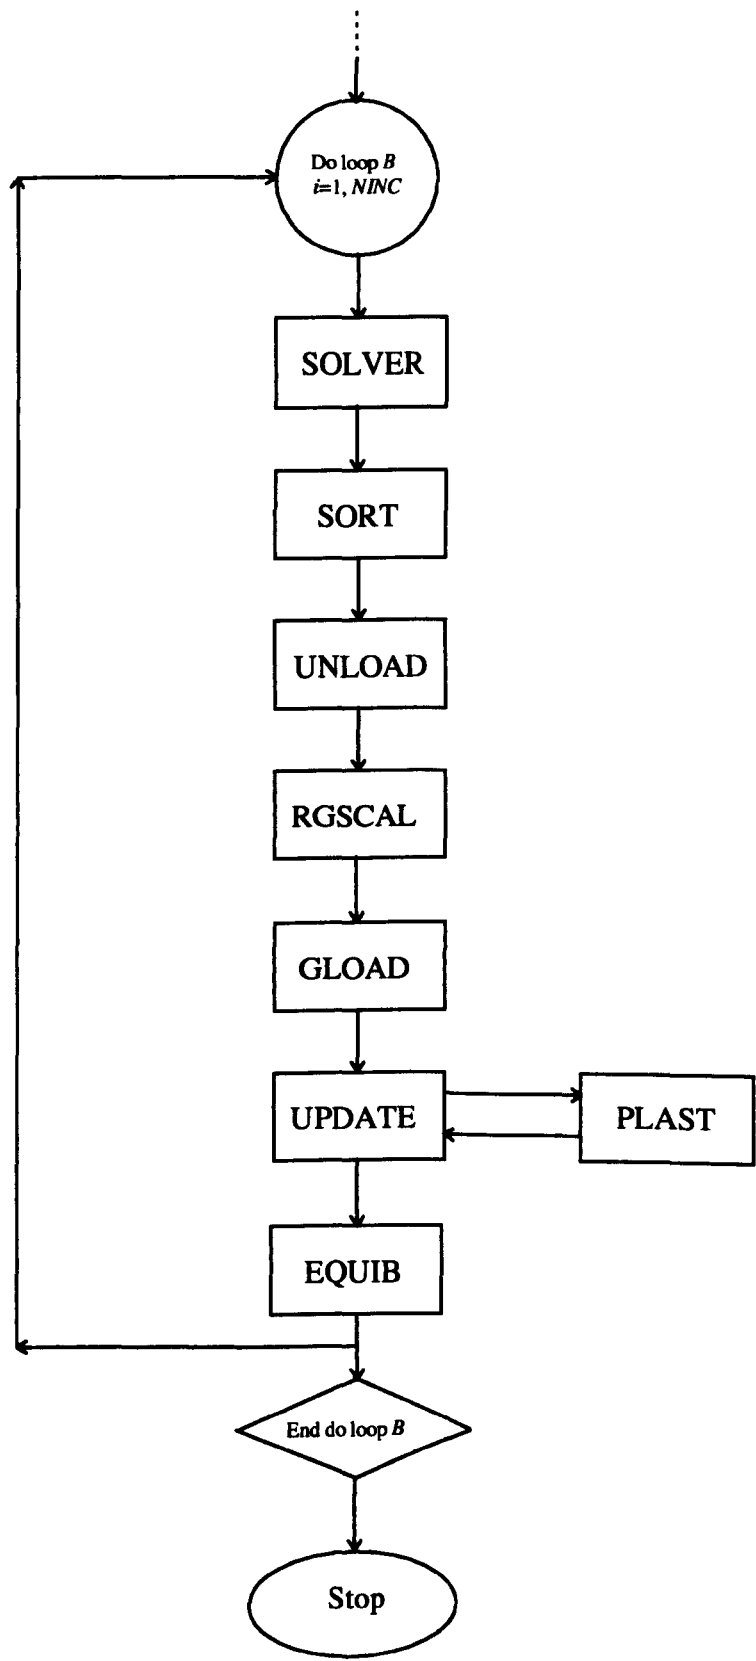 Do loop B
i=1, NINC
SOLVER
SORT
UNLOAD
RGSCAL
GLOAD
UPDATE
PLAST
EQUIB
End do loop B
Stop